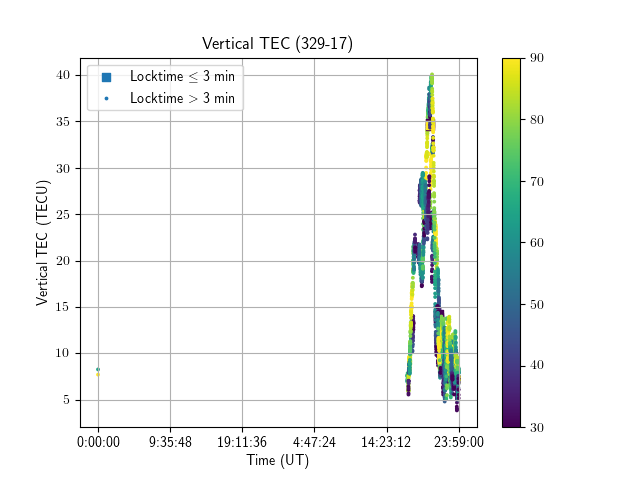 Vertical TEC (329-17)
Locktime ≤ 3 min
Locktime > 3 min
Vertical TEC (TECU)
40
35
30
25
20
15
10
5
0:00:00 9:35:48 19:11:36 4:47:24 14:23:12 23:59:00
Time (UT)
90
80
70
60
50
40
30